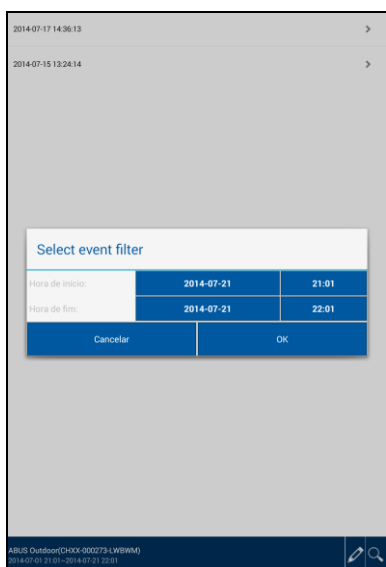 2014-07-17 14:36:13
2014-07-15 13:24:14
Select event filter
Hora de início: 2014-07-21 21:01
Hora de fim: 2014-07-21 22:01
Cancelar OK
ABUS Outdoor(CHXX-000273-LWBWM)
2014-07-01 21:01~2014-07-21 22:01